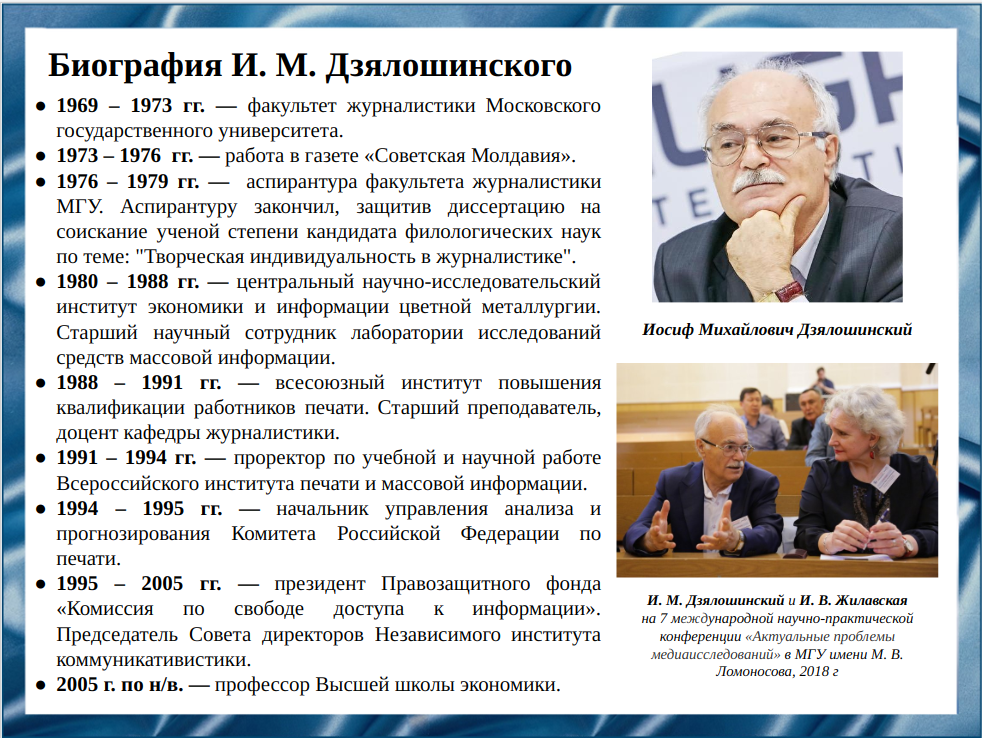 Биография И. М. Дзялошинского
● 1969 – 1973 гг. — факультет журналистики Московского
государственного университета.
● 1973 – 1976 гг. — работа в газете «Советская Молдавия».
● 1976 – 1979 гг. — аспирантура факультета журналистики
МГУ. Аспирантуру закончил, защитив диссертацию на
соискание ученой степени кандидата филологических наук
по теме: "Творческая индивидуальность в журналистике".
● 1980 – 1988 гг. — центральный научно-исследовательский
институт экономики и информации цветной металлургии.
Старший научный сотрудник лаборатории исследований
средств массовой информации.
● 1988 – 1991 гг. — всесоюзный институт повышения
квалификации работников печати. Старший преподаватель,
доцент кафедры журналистики.
● 1991 – 1994 гг. — проректор по учебной и научной работе
Всероссийского института печати и массовой информации.
● 1994 – 1995 гг. — начальник управления анализа и
прогнозирования Комитета Российской Федерации по
печати.
● 1995 – 2005 гг. — президент Правозащитного фонда
«Комиссия по свободе доступа к информации».
Председатель Совета директоров Независимого института
коммуникативистики.
● 2005 г. по н/в. — профессор Высшей школы экономики.
Иосиф Михайлович Дзялошинский
И. М. Дзялошинский и И. В. Жилавская
на 7 международной научно-практической
конференции «Актуальные проблемы
медиаисследований» в МГУ имени М. В.
Ломоносова, 2018 г